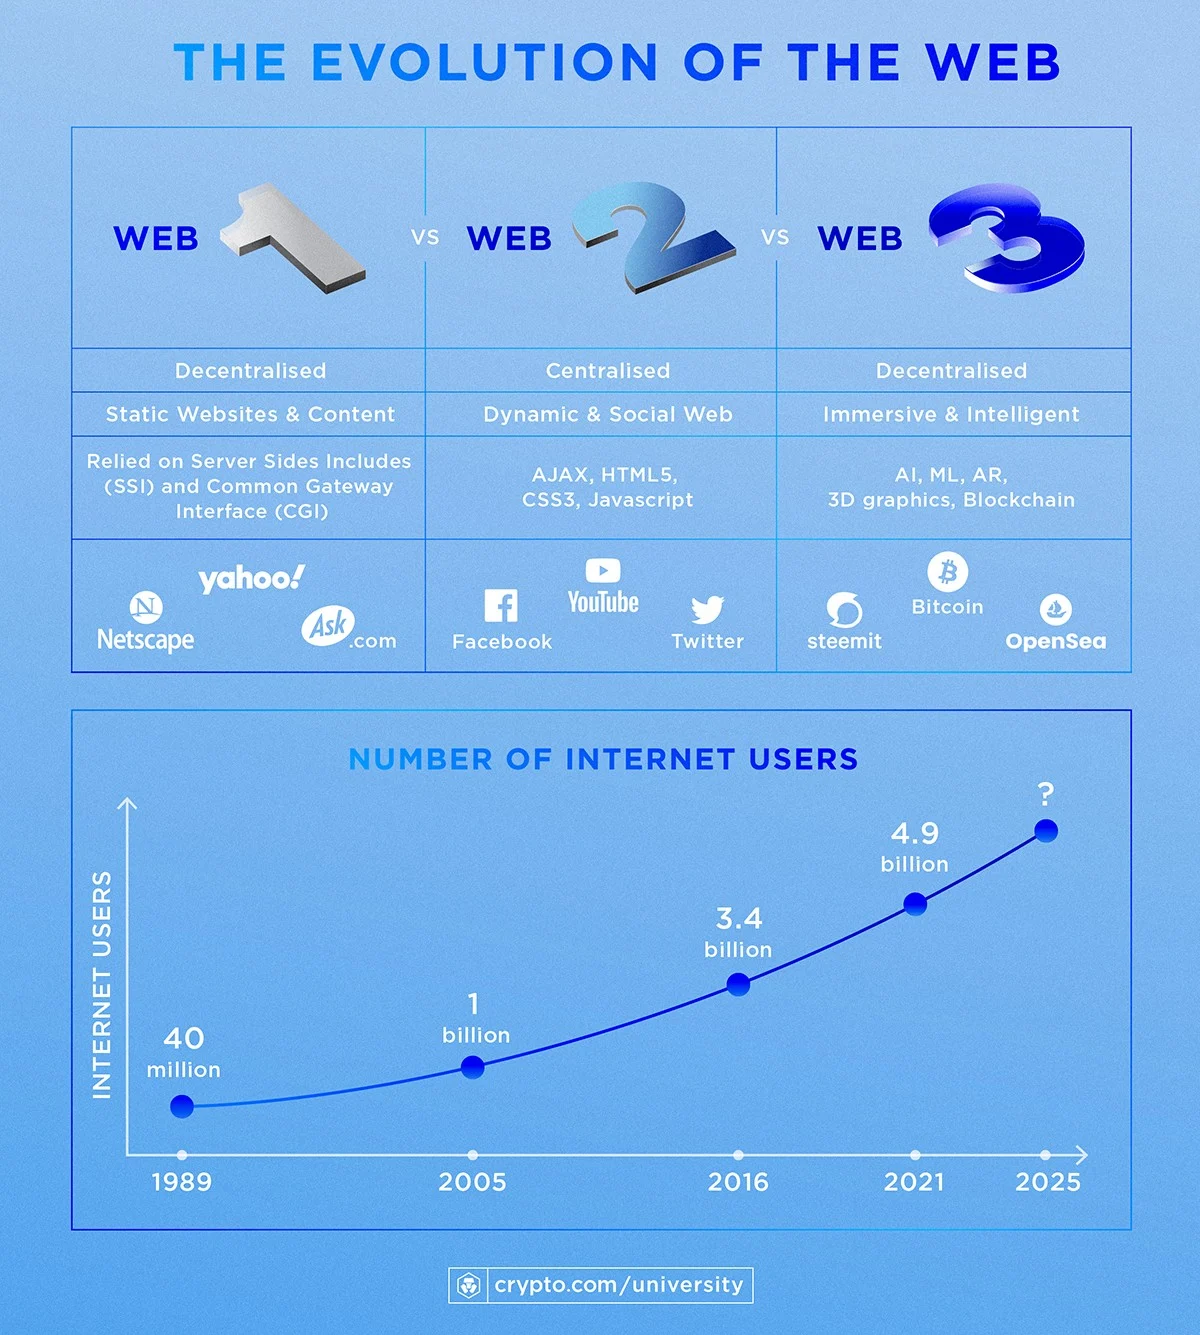 THE EVOLUTION OF THE WEB
WEB 1 VS WEB 2 VS WEB 3
Decentralised
Centralised
Decentralised
Static Websites & Content
Dynamic & Social Web
Immersive & Intelligent
Relied on Server Sides Includes
(SSI) and Common Gateway
Interface (CGI)
AJAX, HTML5,
CSS3, Javascript
AI, ML, AR,
3D graphics, Blockchain
yahoo!
N
Netscape
Ask.com
Facebook
YouTube
Twitter
steemit
Bitcoin
OpenSea
NUMBER OF INTERNET USERS
INTERNET USERS
40
million
1
billion
3.4
billion
4.9
billion
?
1989
2005
2016
2021
2025
crypto.com/university